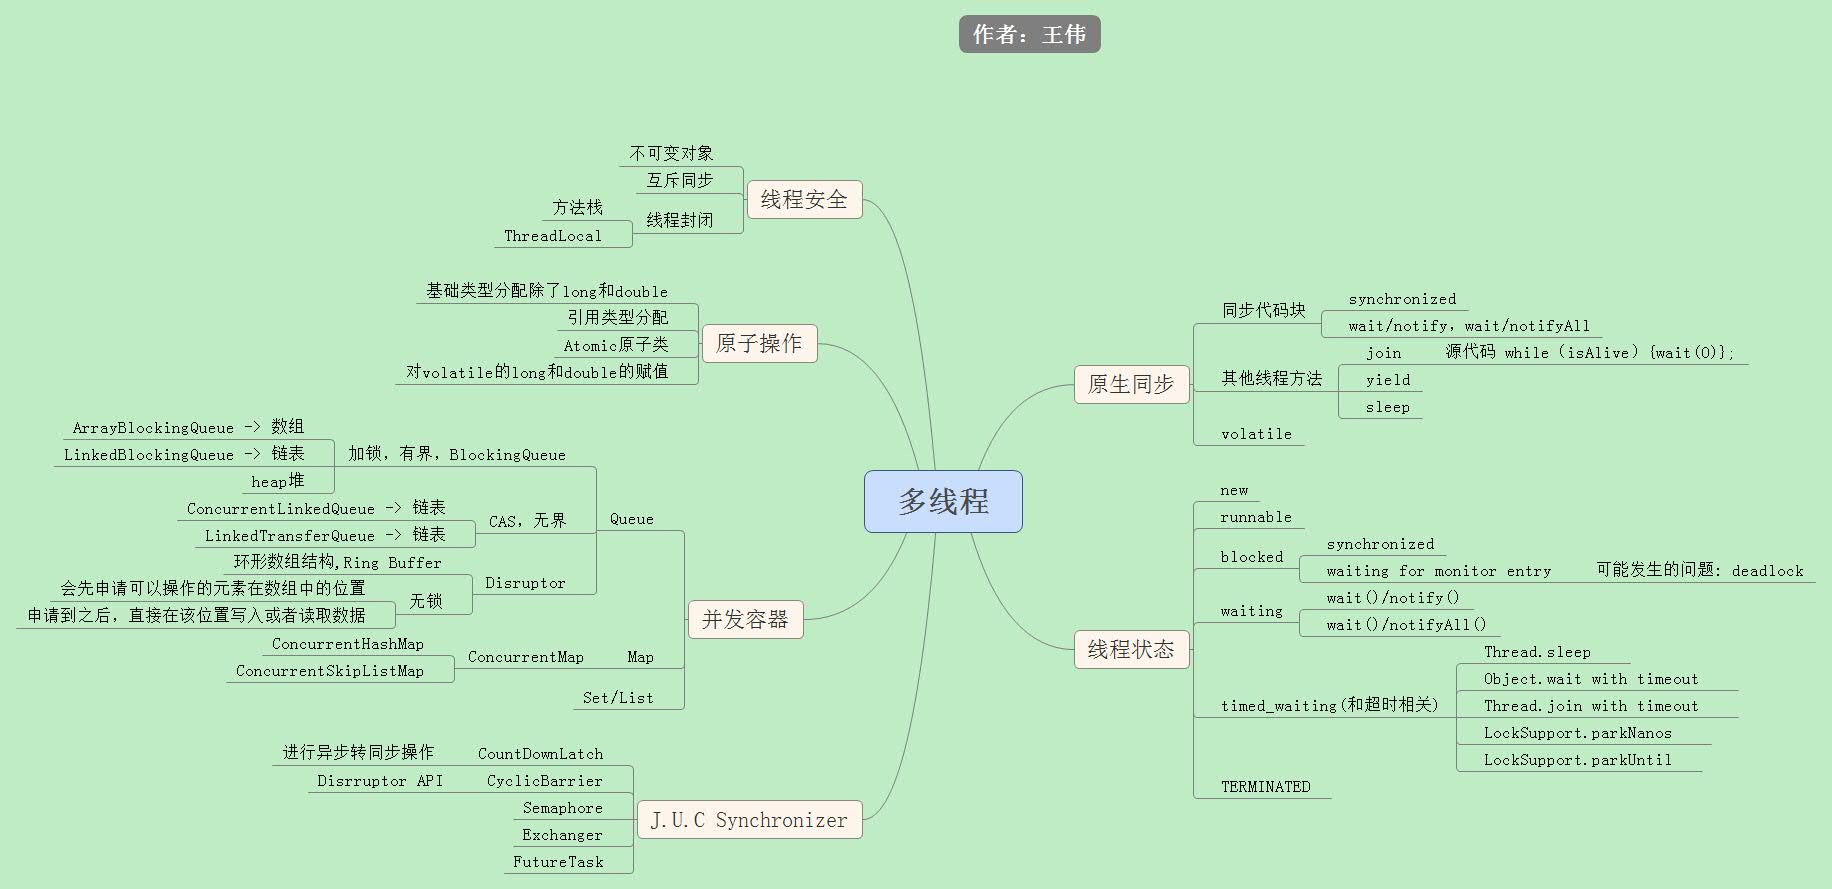 作者：王伟
多线程
线程安全
不可变对象
互斥同步
线程封闭
方法栈
ThreadLocal
原子操作
基础类型分配除了long和double
引用类型分配
Atomic原子类
对volatile的long和double的赋值
并发容器
Queue
加锁，有界，BlockingQueue
ArrayBlockingQueue -> 数组
LinkedBlockingQueue -> 链表
heap堆
CAS，无界
ConcurrentLinkedQueue -> 链表
LinkedTransferQueue -> 链表
Disruptor
环形数组结构,Ring Buffer
无锁
会先申请可以操作的元素在数组中的位置
申请到之后，直接在该位置写入或者读取数据
Map
ConcurrentMap
ConcurrentHashMap
ConcurrentSkipListMap
Set/List
J.U.C Synchronizer
CountDownLatch
进行异步转同步操作
CyclicBarrier
Disrruptor API
Semaphore
Exchanger
FutureTask
原生同步
同步代码块
synchronized
wait/notify，wait/notifyAll
其他线程方法
join
源代码 while（isAlive）{wait(0)};
yield
sleep
volatile
线程状态
new
runnable
blocked
synchronized
waiting for monitor entry
可能发生的问题: deadlock
waiting
wait()/notify()
wait()/notifyAll()
timed_waiting(和超时相关)
Thread.sleep
Object.wait with timeout
Thread.join with timeout
LockSupport.parkNanos
LockSupport.parkUntil
TERMINATED